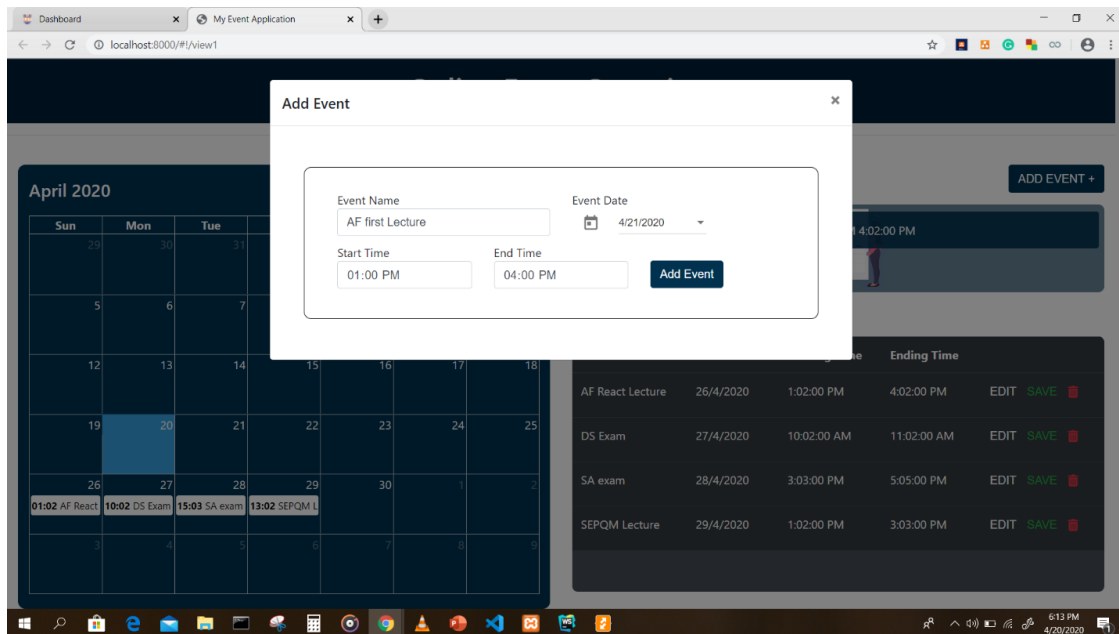 Dashboard
My Event Application
localhost:8000/#!/view1
Add Event
April 2020
ADD EVENT +
Event Name
Event Date
AF first Lecture
4/21/2020
Start Time
End Time
01:00 PM
04:00 PM
Add Event
4:02:00 PM
Sun Mon Tue
29 30 31
5 6 7
12 13 14 15 16 17 18
19 20 21 22 23 24 25
26 27 28 29 30 1 2
01:02 AF React 10:02 DS Exam 15:03 SA exam 13:02 SEPQM L
3 4 5 6 7 8 9
Ending Time
AF React Lecture 26/4/2020 1:02:00 PM 4:02:00 PM EDIT SAVE
DS Exam 27/4/2020 10:02:00 AM 11:02:00 AM EDIT SAVE
SA exam 28/4/2020 3:03:00 PM 5:05:00 PM EDIT SAVE
SEPQM Lecture 29/4/2020 1:02:00 PM 3:03:00 PM EDIT SAVE
6:13 PM
4/20/2020